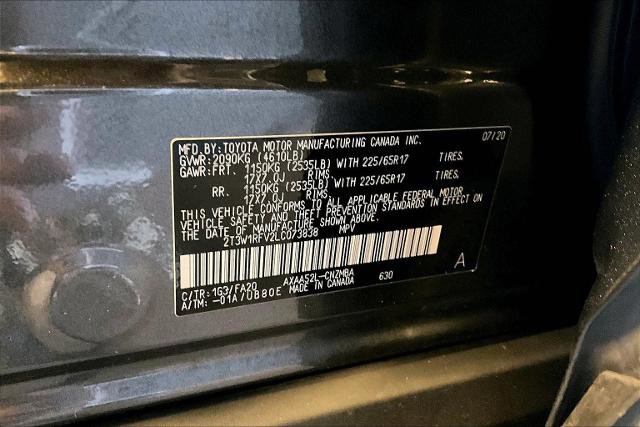 MFD.BY:TOYOTA MOTOR MANUFACTURING CANADA INC. 07/20
GVWR:2090KG (4610LB)
GAWR:FRT. 1150KG (2535LB) WITH 225/65R17 TIRES,
17X7.0J RIMS,
RR. 1150KG (2535LB) WITH 225/65R17 TIRES,
17X7.0J RIMS,
THIS VEHICLE CONFORMS TO ALL APPLICABLE FEDERAL MOTOR
VEHICLE SAFETY AND THEFT PREVENTION STANDARDS IN EFFECT ON
THE DATE OF MANUFACTURE SHOWN ABOVE.
2T3W1RFV2LC073838 MPV
C/TR:1G3/FA20 AXAA52L-CNZMBA 630 A
A/TM:-01A/UB80E MADE IN CANADA